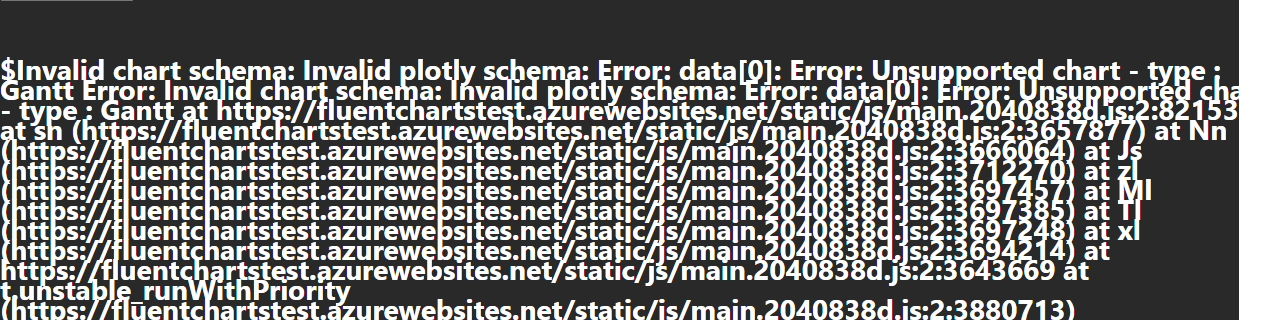 $Invalid chart schema: Invalid plotly schema: Error: data[0]: Error: Unsupported chart - type :
Gantt Error: Invalid chart schema: Invalid plotly schema: Error: data[0]: Error: Unsupported cha
- type : Gantt at https://fluentchartstest.azurewebsites.net/static/js/main.2040838d.js:2:82153
at sh (https://fluentchartstest.azurewebsites.net/static/js/main.2040838d.js:2:3657877) at Nn
(https://fluentchartstest.azurewebsites.net/static/js/main.2040838d.js:2:3666064) at Js
(https://fluentchartstest.azurewebsites.net/static/js/main.2040838d.js:2:3712270) at zl
(https://fluentchartstest.azurewebsites.net/static/js/main.2040838d.js:2:3697457) at Ml
(https://fluentchartstest.azurewebsites.net/static/js/main.2040838d.js:2:3697385) at Tl
(https://fluentchartstest.azurewebsites.net/static/js/main.2040838d.js:2:3697248) at xl
(https://fluentchartstest.azurewebsites.net/static/js/main.2040838d.js:2:3694214) at
https://fluentchartstest.azurewebsites.net/static/js/main.2040838d.js:2:3643669 at
t.unstable_runWithPriority
(https://fluentchartstest.azurewebsites.net/static/js/main.2040838d.js:2:3880713)